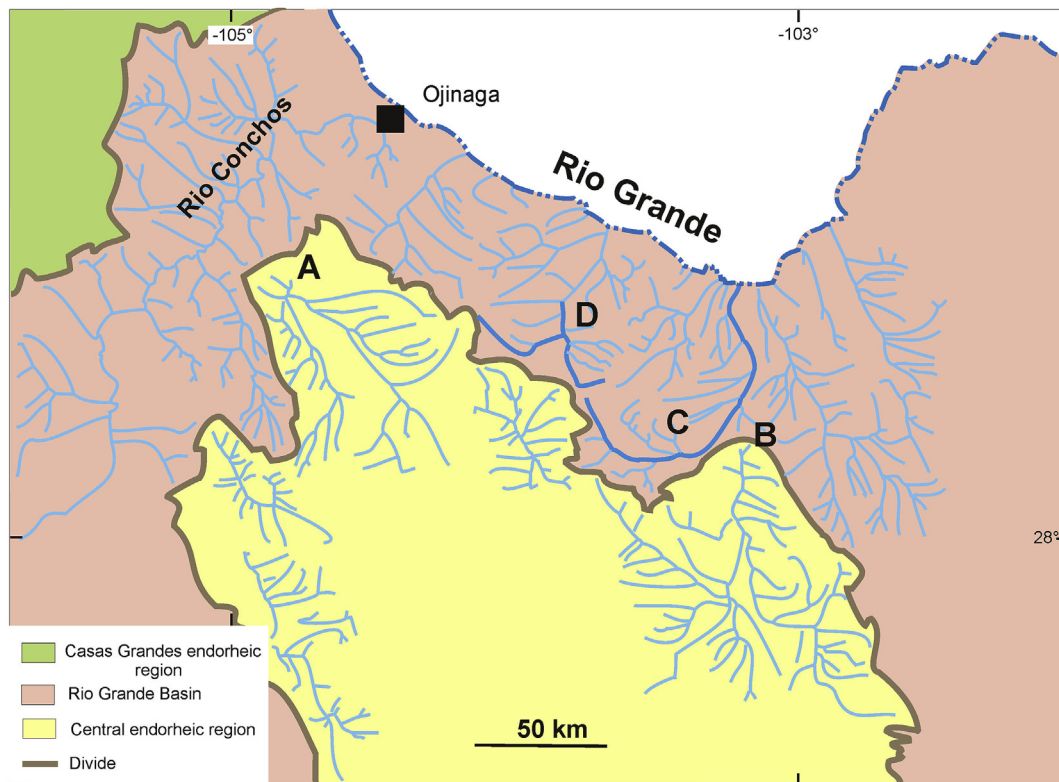 -105°
-103°
Ojinaga
Rio Conchos
Rio Grande
A
D
C
B
28°
Casas Grandes endorheic
region
Rio Grande Basin
Central endorheic region
Divide
50 km